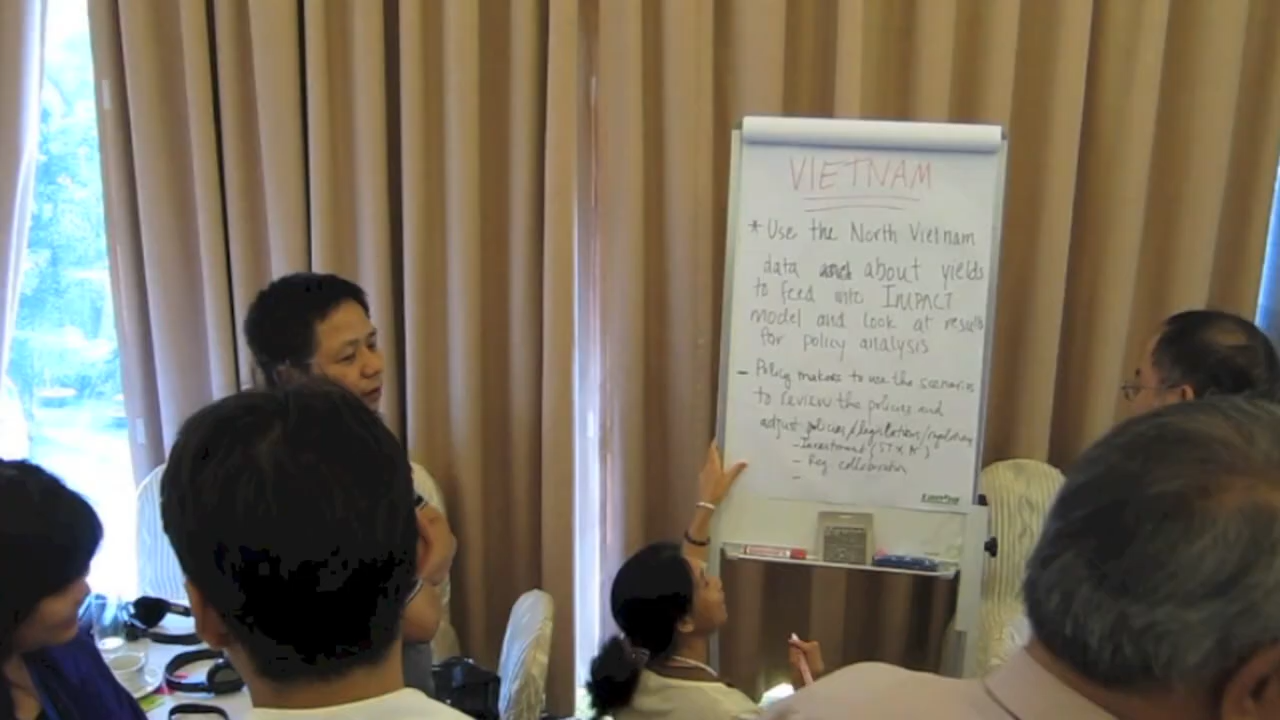 VIETNAM
* Use the North Vietnam
data about yields
to feed into IMPACT
model and look at results
for policy analysis
- Policy makers to use the scenarios
to review the policies and
adjust policies/legislation/regulatory
- Investment (ST
- Reg collaboration
-